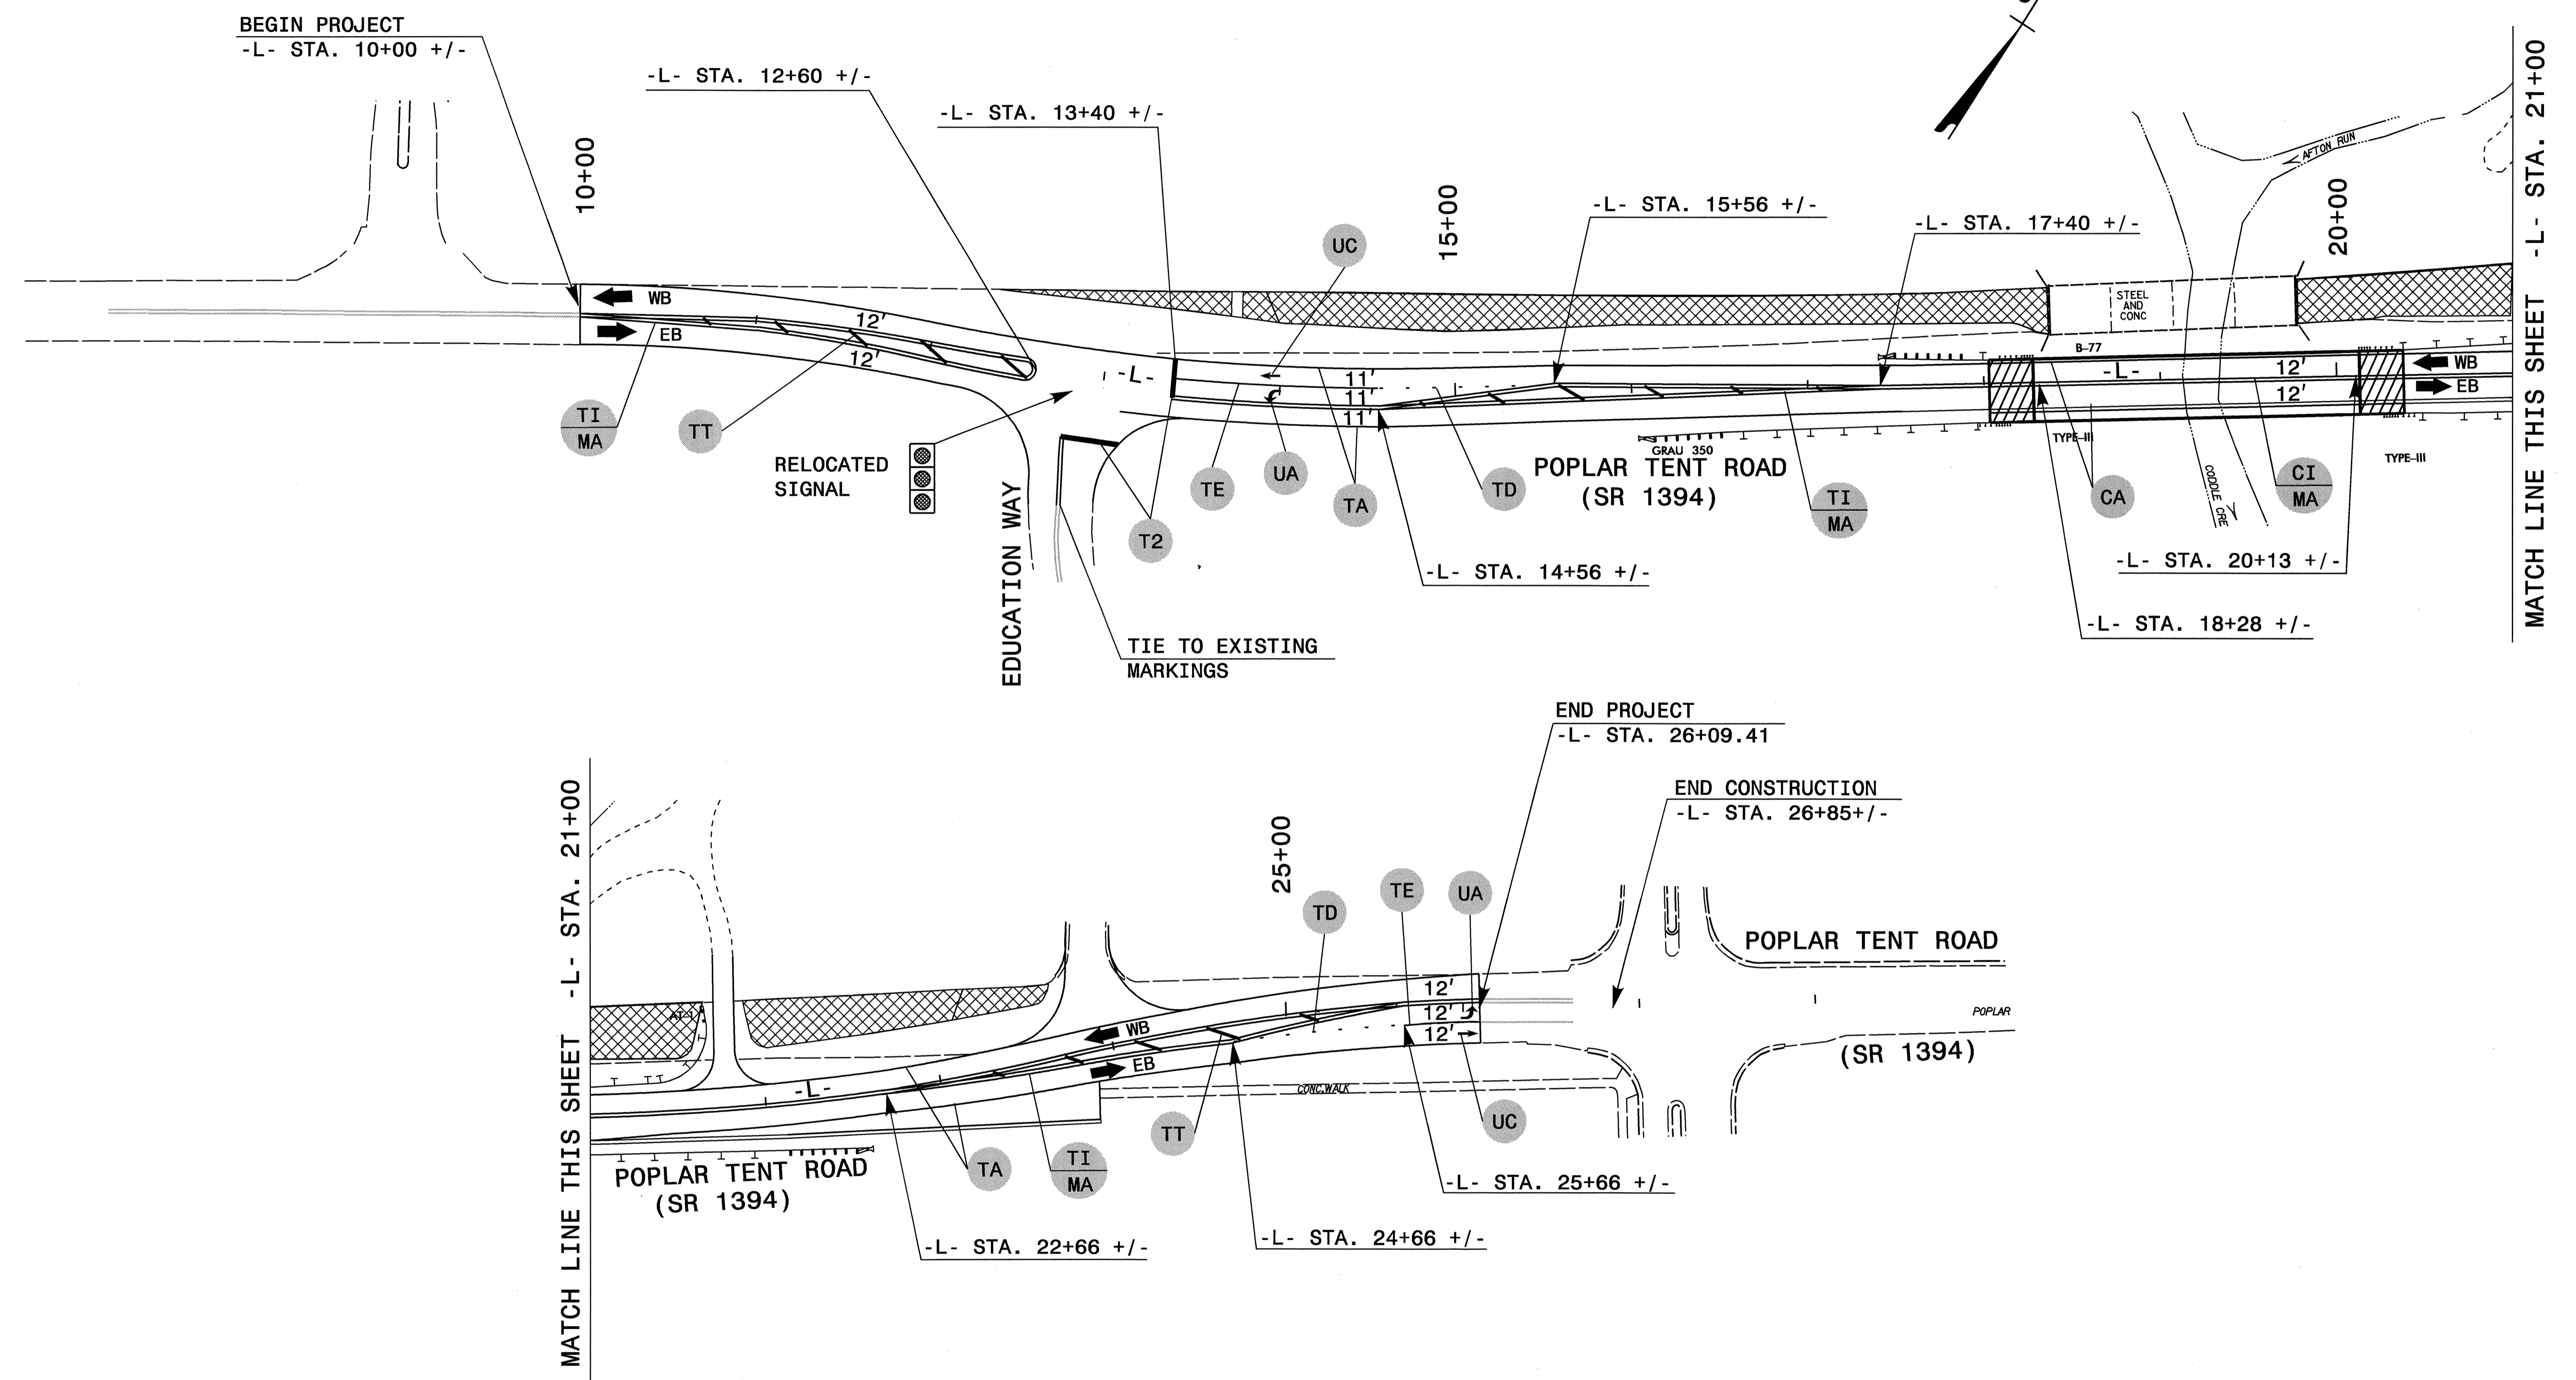 BEGIN PROJECT
-L- STA. 10+00 +/-
-L- STA. 12+60 +/-
-L- STA. 13+40 +/-
10+00
15+00
-L- STA. 15+56 +/-
-L- STA. 17+40 +/-
20+00
AFTON RUN
MATCH LINE THIS SHEET -L- STA. 21+00
UC
WB
EB
12'
12'
STEEL
AND
CONC
B-77
-L-
11'
11'
11'
-L-
12'
12'
WB
EB
TI
MA
TT
RELOCATED
SIGNAL
EDUCATION WAY
T2
TE
UA
TA
TD
GRAU 350
POPLAR TENT ROAD
(SR 1394)
TI
MA
TYPE-III
CA
CODDLE CRE
CI
MA
TYPE-III
-L- STA. 14+56 +/-
-L- STA. 20+13 +/-
-L- STA. 18+28 +/-
TIE TO EXISTING
MARKINGS
END PROJECT
-L- STA. 26+09.41
END CONSTRUCTION
-L- STA. 26+85+/-
MATCH LINE THIS SHEET -L- STA. 21+00
25+00
TD
TE
UA
POPLAR TENT ROAD
12'
12'
12'
WB
EB
-L-
POPLAR
(SR 1394)
CONC.WALK
POPLAR TENT ROAD
(SR 1394)
TA
TI
MA
TT
UC
-L- STA. 25+66 +/-
-L- STA. 24+66 +/-
-L- STA. 22+66 +/-